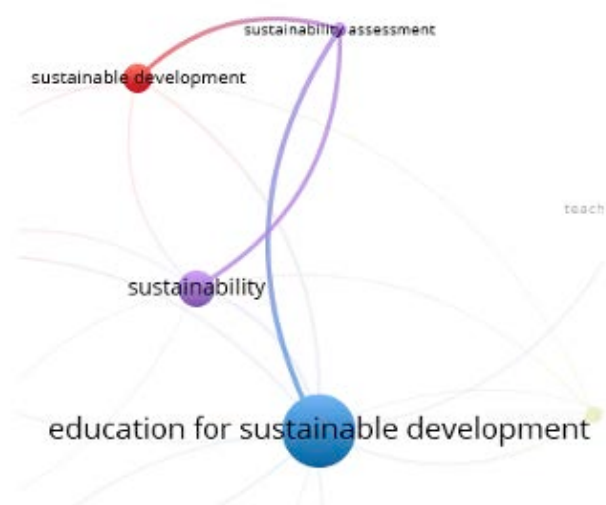 sustainability assessment
sustainable development
teach
sustainability
education for sustainable development